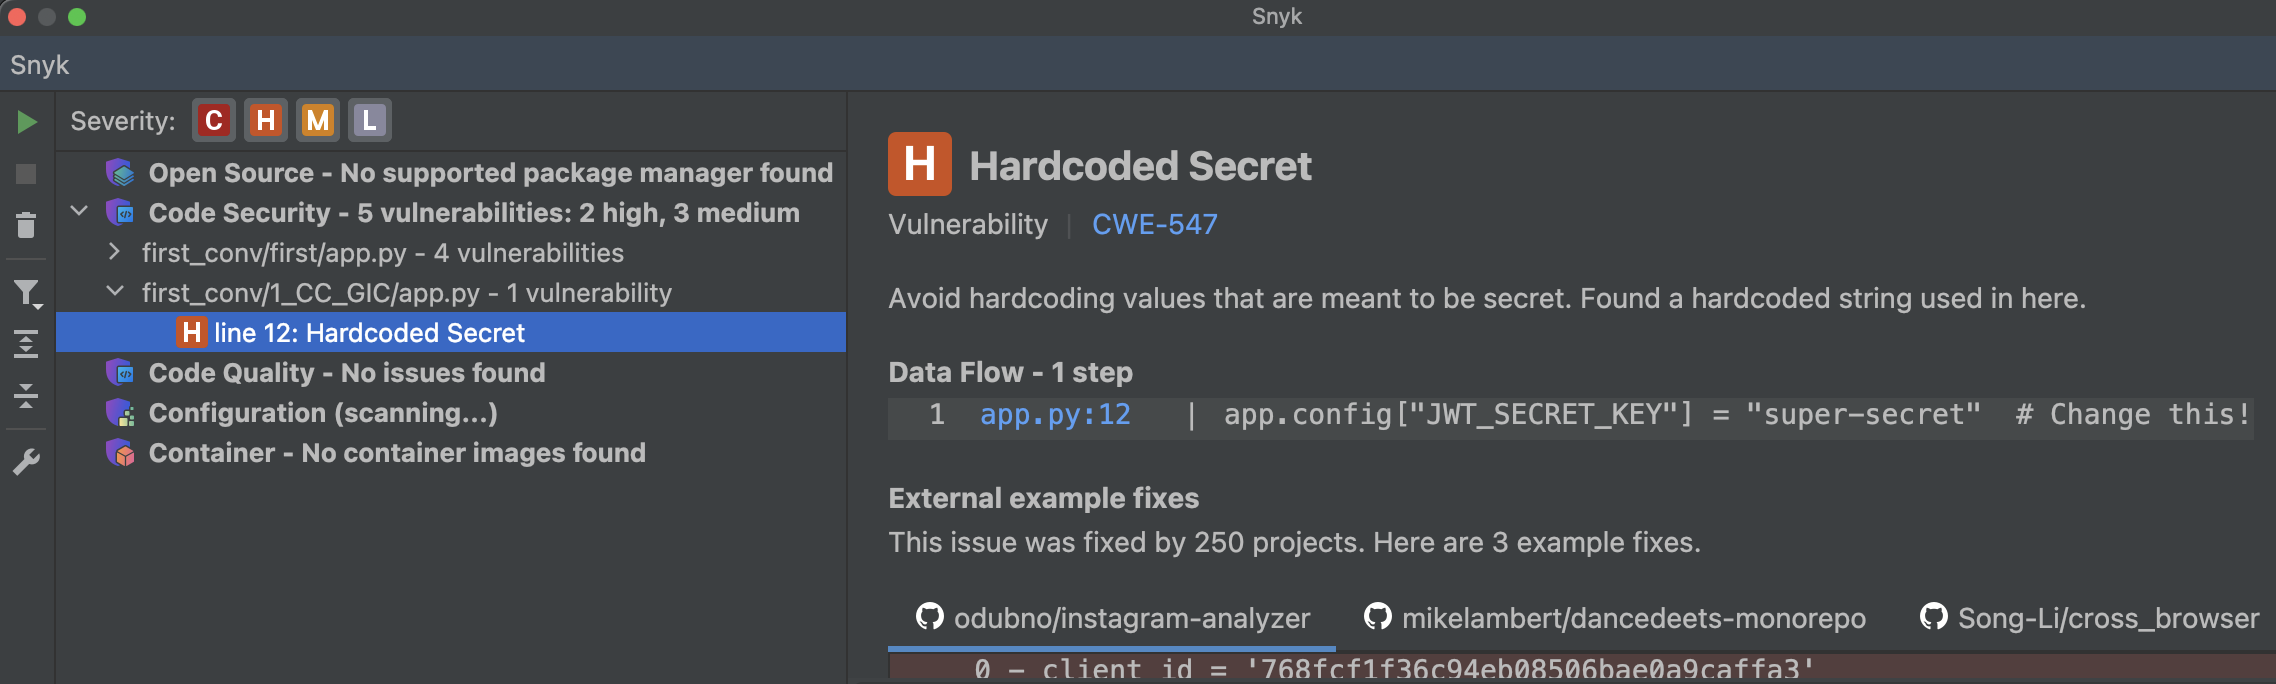 Snyk
Snyk
Severity: C H M L
Open Source - No supported package manager found
Code Security - 5 vulnerabilities: 2 high, 3 medium
first_conv/first/app.py - 4 vulnerabilities
first_conv/1_CC_GIC/app.py - 1 vulnerability
H line 12: Hardcoded Secret
Code Quality - No issues found
Configuration (scanning...)
Container - No container images found
H Hardcoded Secret
Vulnerability | CWE-547
Avoid hardcoding values that are meant to be secret. Found a hardcoded string used in here.
Data Flow - 1 step
1 app.py:12 | app.config["JWT_SECRET_KEY"] = "super-secret" # Change this!
External example fixes
This issue was fixed by 250 projects. Here are 3 example fixes.
odubno/instagram-analyzer mikelambert/dancedeets-monorepo Song-Li/cross_browser
0 - client_id = '768fcf1f36c94eb08506bae0a9caffa3'